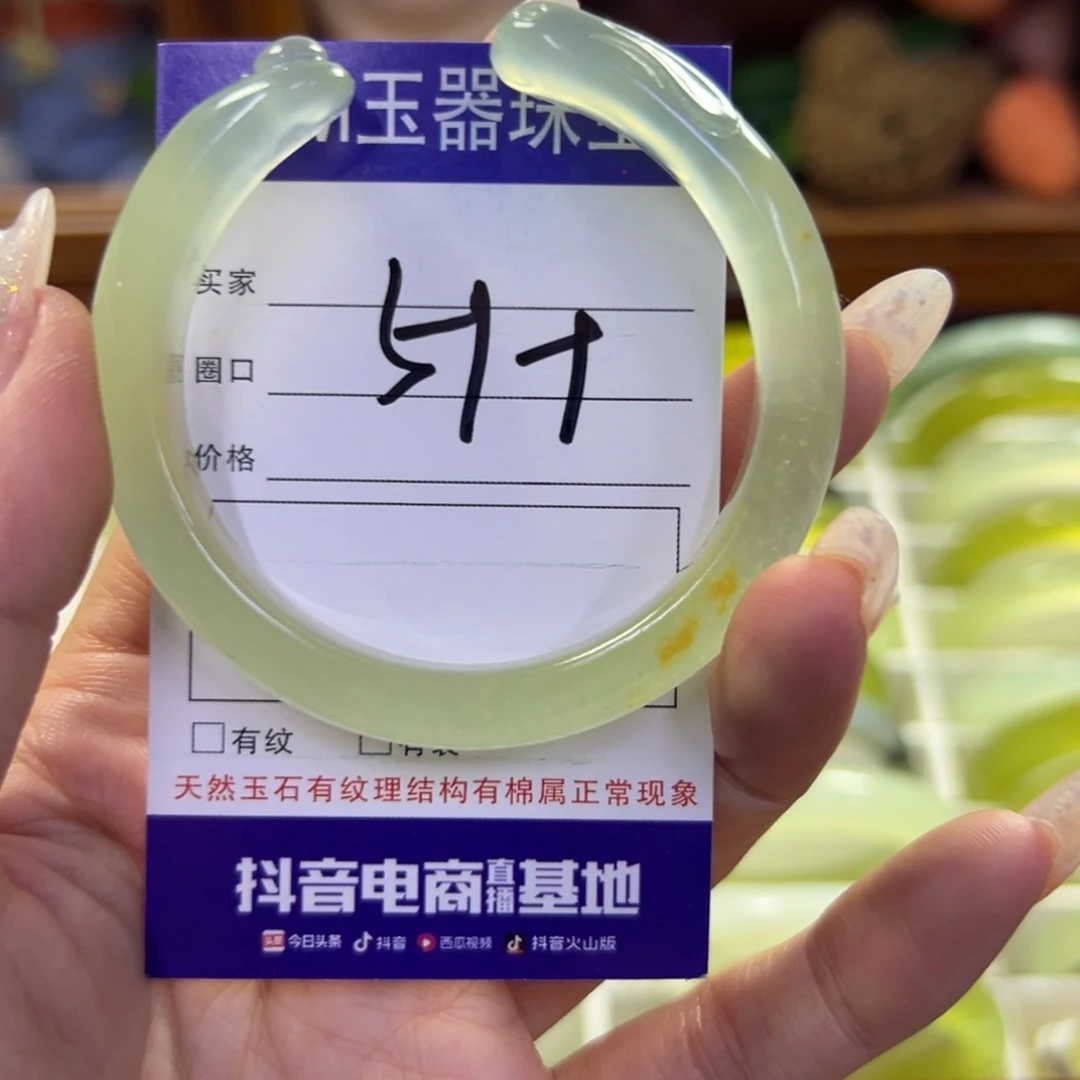 玉器珠宝
买家
圈口
价格
有纹
天然玉石有纹理结构有棉属正常现象
抖音电商直播基地
头条 今日头条 抖音 西瓜视频 抖音火山版